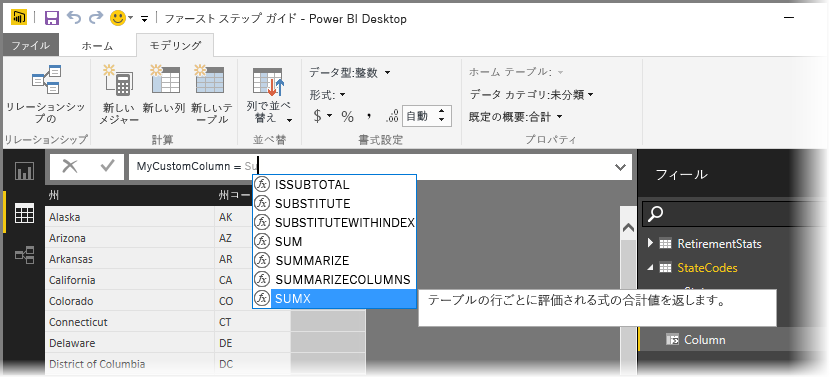 ファースト ステップ ガイド - Power BI Desktop
ファイル
ホーム
モデリング
リレーションシップ
の
リレーションシップ
新しい
メジャー
新しい列
新しいテ
ーブル
計算
列で並べ
替え
並べ替
データ型:整数
形式:
$ % , .0 .00 自動
書式設定
ホーム テーブル:
データ カテゴリ:未分類
既定の概要:合計
プロパティ
MyCustomColumn = Su
ISSUBTOTAL
SUBSTITUTE
SUBSTITUTEWITHINDEX
SUM
SUMMARIZE
SUMMARIZECOLUMNS
SUMX
テーブルの行ごとに評価される式の合計値を返します。
州
州コー
Alaska AK
Arizona AZ
Arkansas AR
California CA
Colorado CO
Connecticut CT
Delaware DE
District of Columbia DC
フィール
RetirementStats
StateCodes
Column